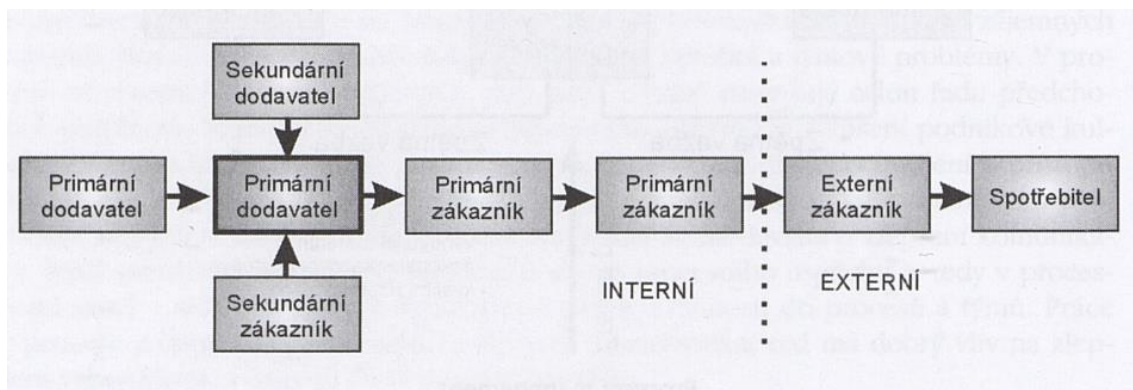 Sekundární
dodavatel
Primární
dodavatel
Primární
dodavatel
Primární
zákazník
Primární
zákazník
Externí
zákazník
Spotřebitel
Sekundární
zákazník
INTERNÍ
EXTERNÍ